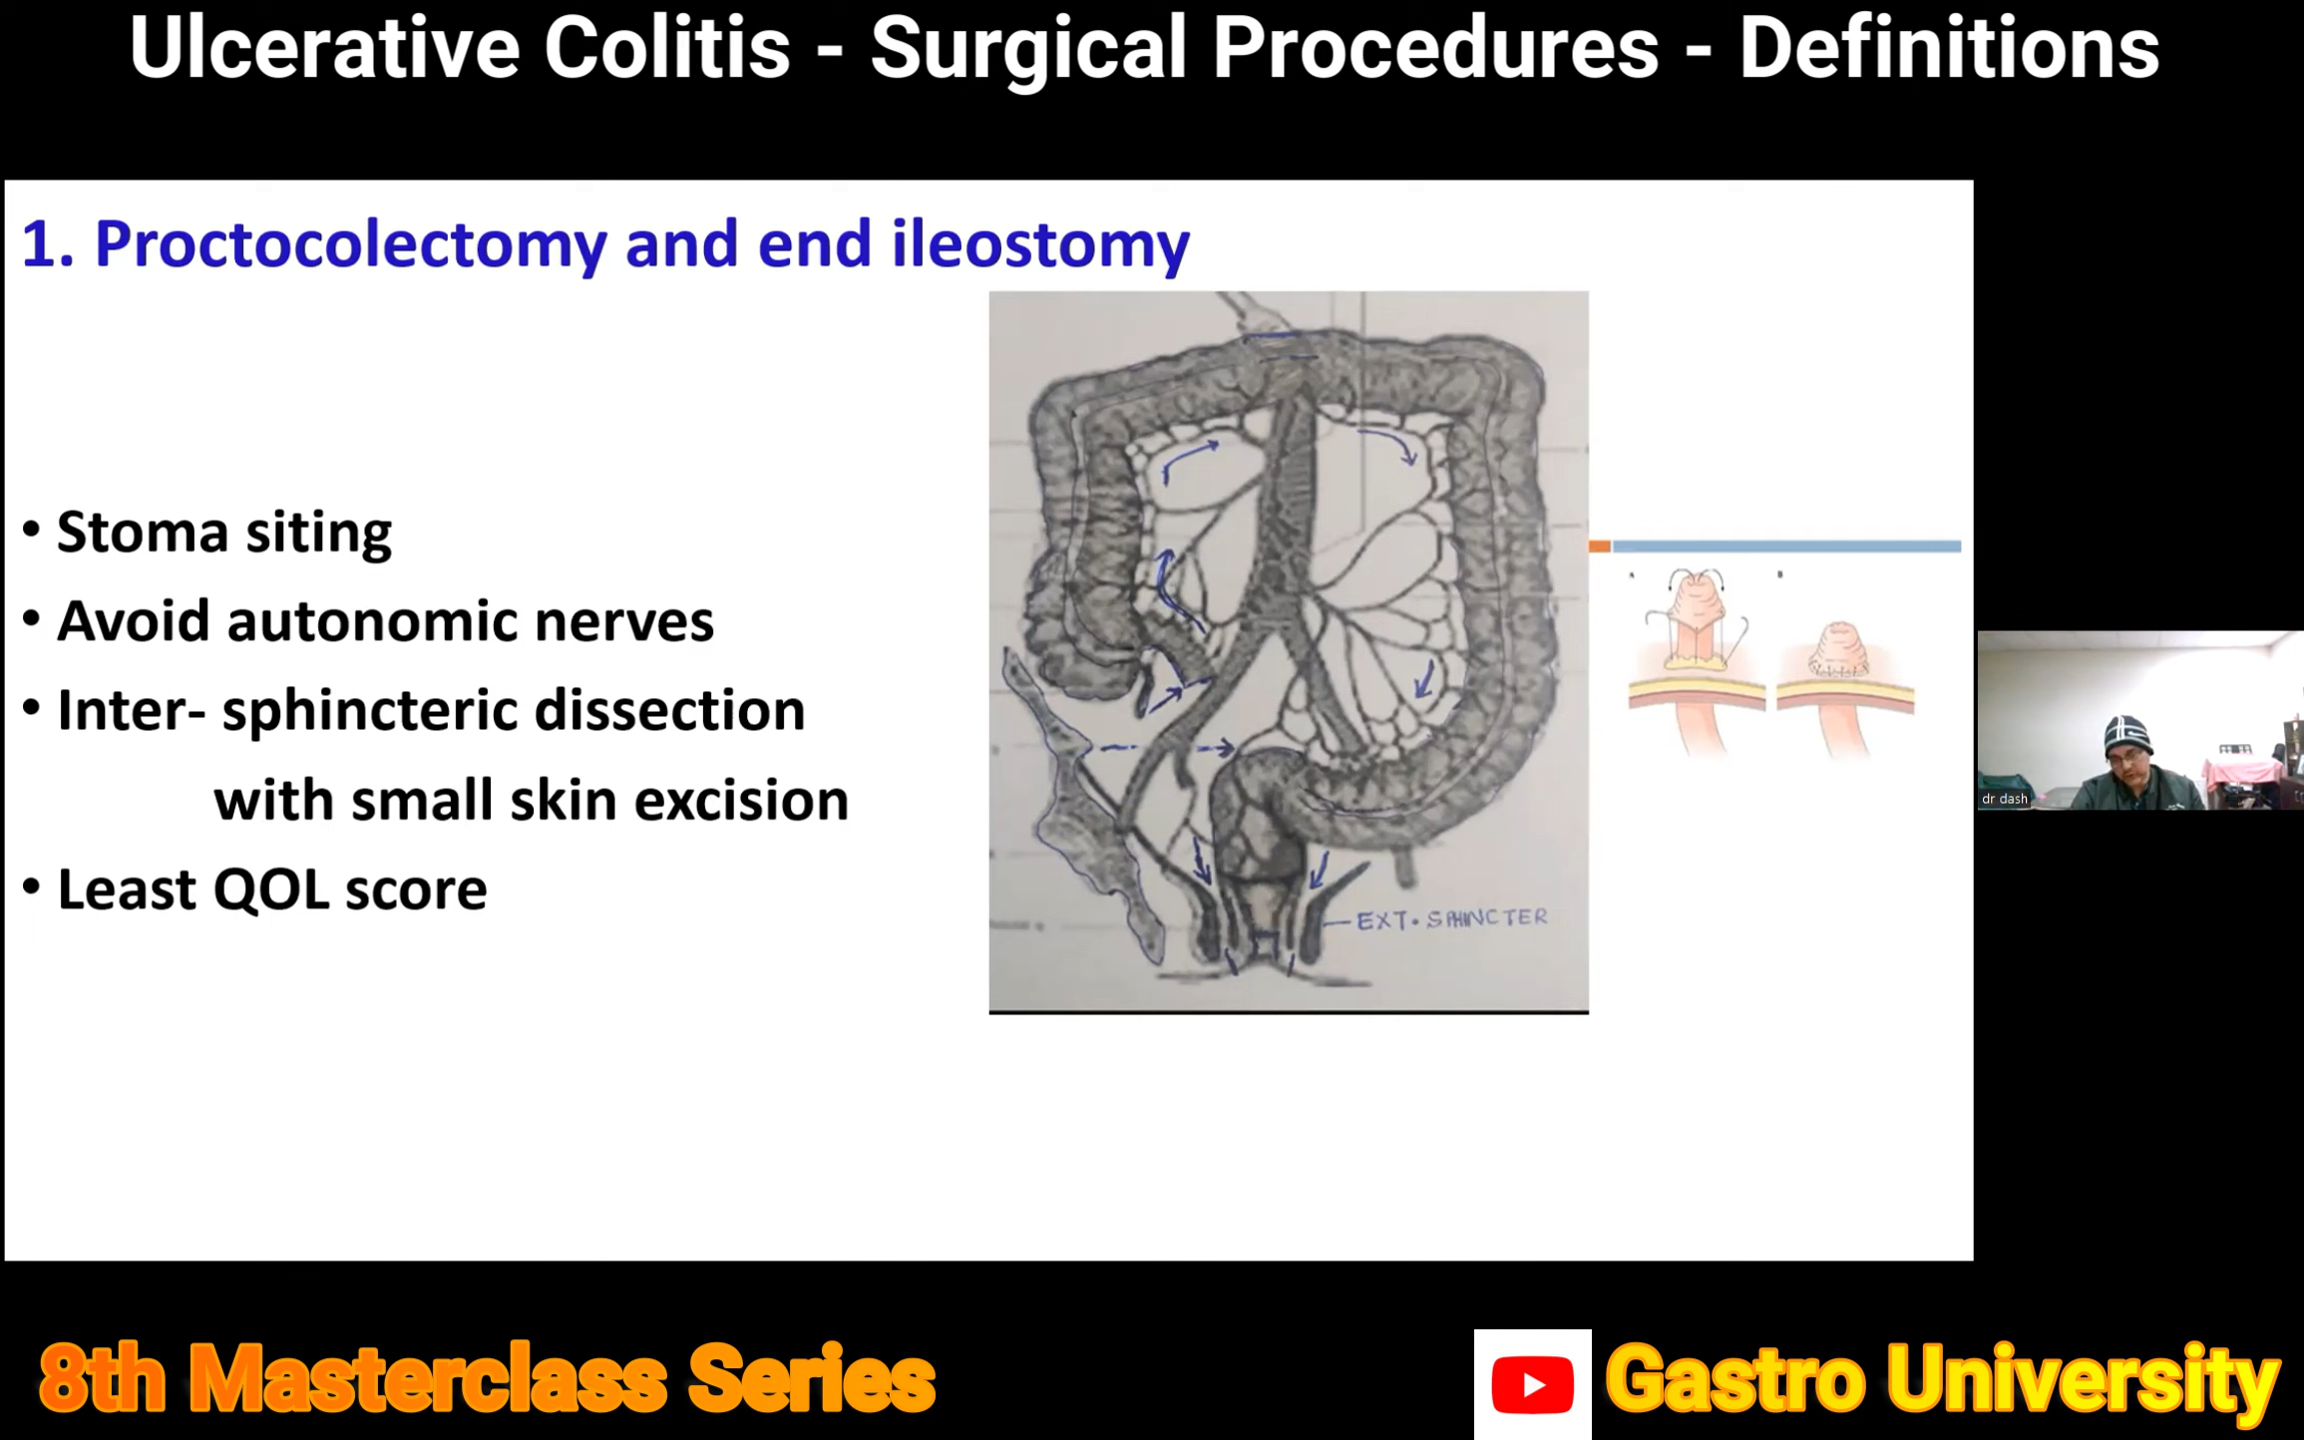 Ulcerative Colitis - Surgical Procedures - Definitions
1. Proctocolectomy and end ileostomy
• Stoma siting
• Avoid autonomic nerves
• Inter- sphincteric dissection
with small skin excision
• Least QOL score
EXT. SPHINCTER
A
B
dr dash
8th Masterclass Series
Gastro University